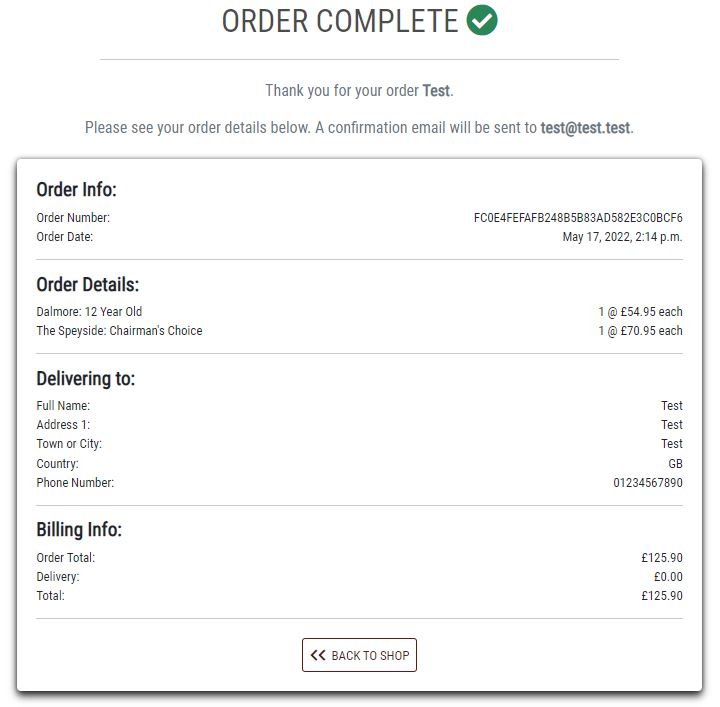 ORDER COMPLETE
Thank you for your order Test.
Please see your order details below. A confirmation email will be sent to test@test.test.
Order Info:
Order Number: FC0E4FEFAFB248B5B83AD582E3C0BCF6
Order Date: May 17, 2022, 2:14 p.m.
Order Details:
Dalmore: 12 Year Old 1 @ £54.95 each
The Speyside: Chairman's Choice 1 @ £70.95 each
Delivering to:
Full Name: Test
Address 1: Test
Town or City: Test
Country: GB
Phone Number: 01234567890
Billing Info:
Order Total: £125.90
Delivery: £0.00
Total: £125.90
BACK TO SHOP